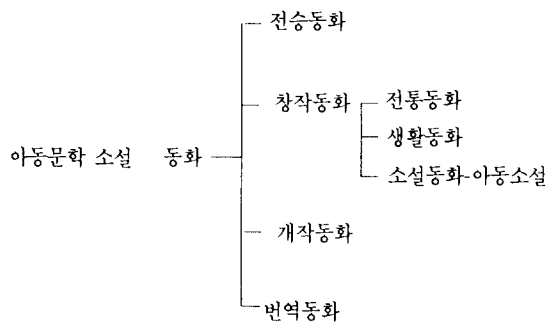 전승동화
창작동화 전통동화
생활동화
아동문학 소설 동화
소설동화-아동소설
개작동화
번역동화